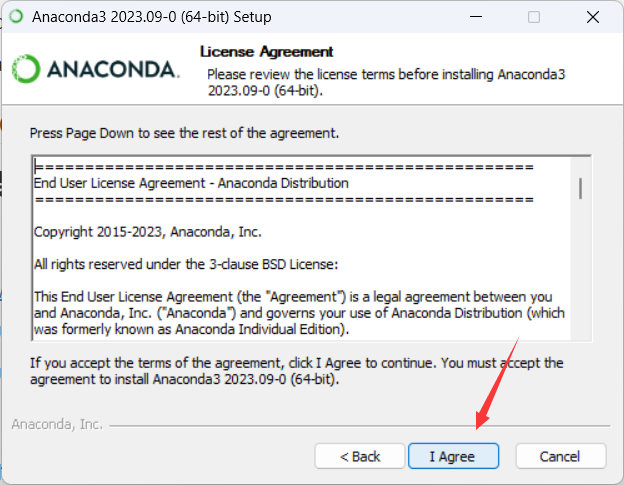 Anaconda3 2023.09-0 (64-bit) Setup
ANACONDA.
License Agreement
Please review the license terms before installing Anaconda3
2023.09-0 (64-bit).
Press Page Down to see the rest of the agreement.
==================================================
End User License Agreement - Anaconda Distribution
==================================================
Copyright 2015-2023, Anaconda, Inc.
All rights reserved under the 3-clause BSD License:
This End User License Agreement (the "Agreement") is a legal agreement between you
and Anaconda, Inc. ("Anaconda") and governs your use of Anaconda Distribution (which
was formerly known as Anaconda Individual Edition).
If you accept the terms of the agreement, click I Agree to continue. You must accept the
agreement to install Anaconda3 2023.09-0 (64-bit).
Anaconda, Inc.
< Back
I Agree
Cancel